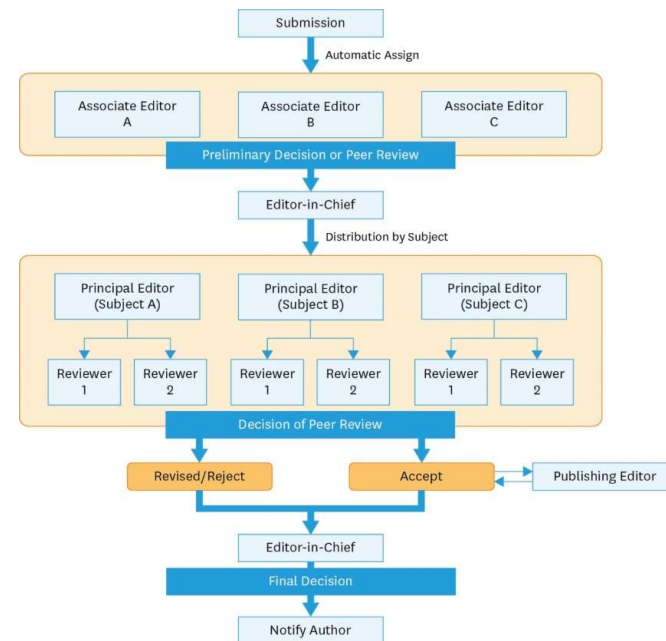 Submission
Automatic Assign
Associate Editor
A
Associate Editor
B
Associate Editor
C
Preliminary Decision or Peer Review
Editor-in-Chief
Distribution by Subject
Principal Editor
(Subject A)
Principal Editor
(Subject B)
Principal Editor
(Subject C)
Reviewer
1
Reviewer
2
Reviewer
1
Reviewer
2
Reviewer
1
Reviewer
2
Decision of Peer Review
Revised/Reject
Accept
Publishing Editor
Editor-in-Chief
Final Decision
Notify Author